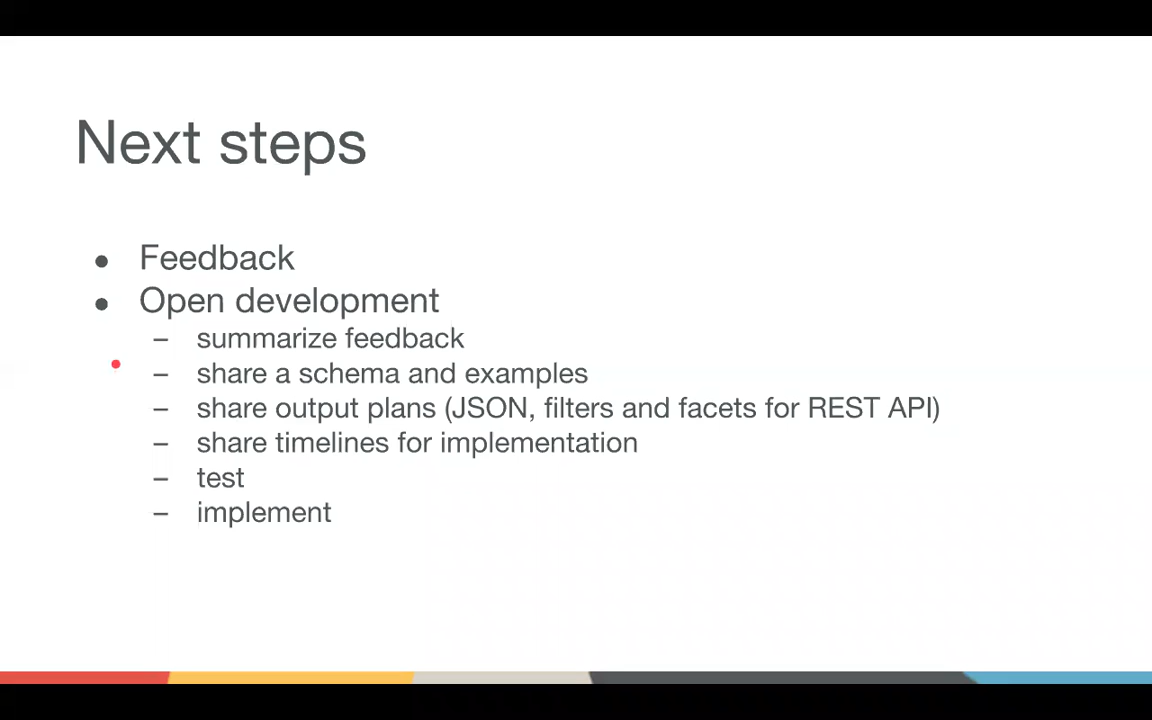 Next steps
● Feedback
● Open development
– summarize feedback
– share a schema and examples
– share output plans (JSON, filters and facets for REST API)
– share timelines for implementation
– test
– implement